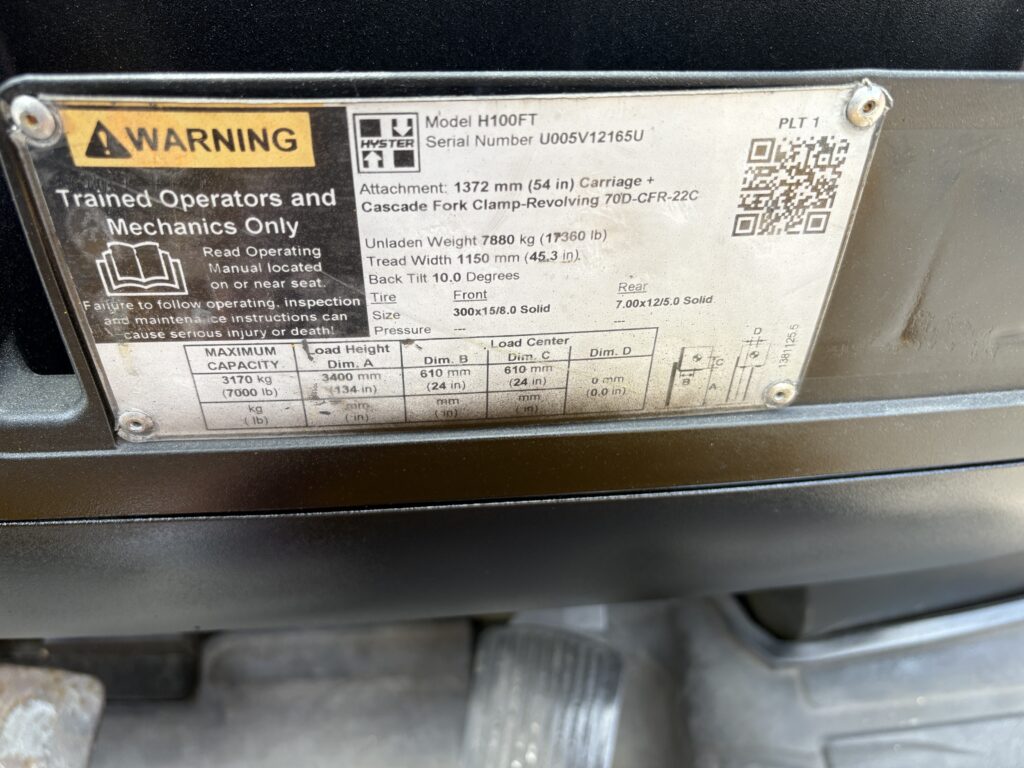 WARNING
Trained Operators and
Mechanics Only
Read Operating
Manual located
on or near seat.
Failure to follow operating, inspection
and maintenance instructions can
cause serious injury or death!
HYSTER
Model H100FT
Serial Number U005V12165U
PLT 1
Attachment: 1372 mm (54 in) Carriage +
Cascade Fork Clamp-Revolving 70D-CFR-22C
Unladen Weight 7880 kg (17360 lb)
Tread Width 1150 mm (45.3 in)
Back Tilt 10.0 Degrees
Tire Front Rear
Size 300x15/8.0 Solid 7.00x12/5.0 Solid
Pressure --- ---
MAXIMUM CAPACITY Load Height Dim. A Load Center Dim. B Dim. C Dim. D
3170 kg 3400 mm 610 mm 610 mm 0 mm
(7000 lb) (134 in) (24 in) (24 in) (0.0 in)
kg mm mm mm
(lb) (in) (in) (in)
D
C
B
A
1381125.5